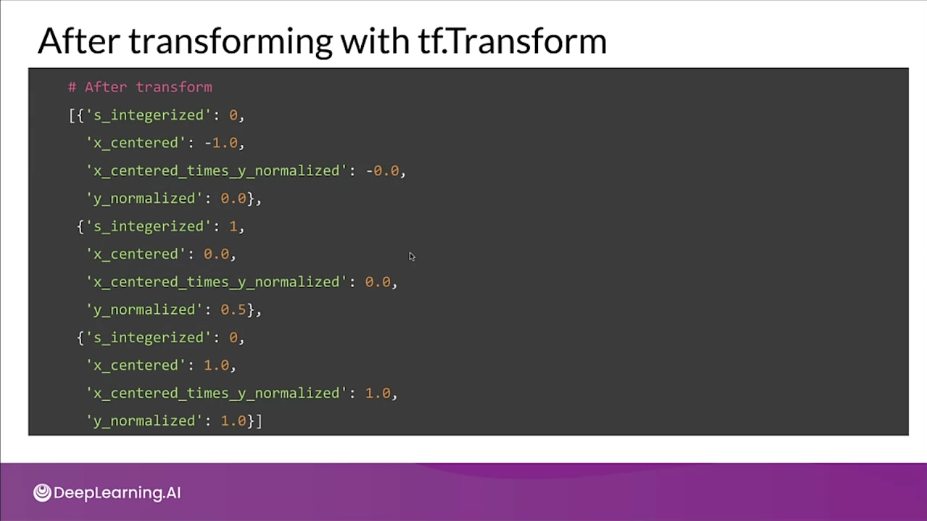 After transforming with tf.Transform
# After transform
[{'s_integerized': 0,
'x_centered': -1.0,
'x_centered_times_y_normalized': -0.0,
'y_normalized': 0.0},
{'s_integerized': 1,
'x_centered': 0.0,
'x_centered_times_y_normalized': 0.0,
'y_normalized': 0.5},
{'s_integerized': 0,
'x_centered': 1.0,
'x_centered_times_y_normalized': 1.0,
'y_normalized': 1.0}]
DeepLearning.AI